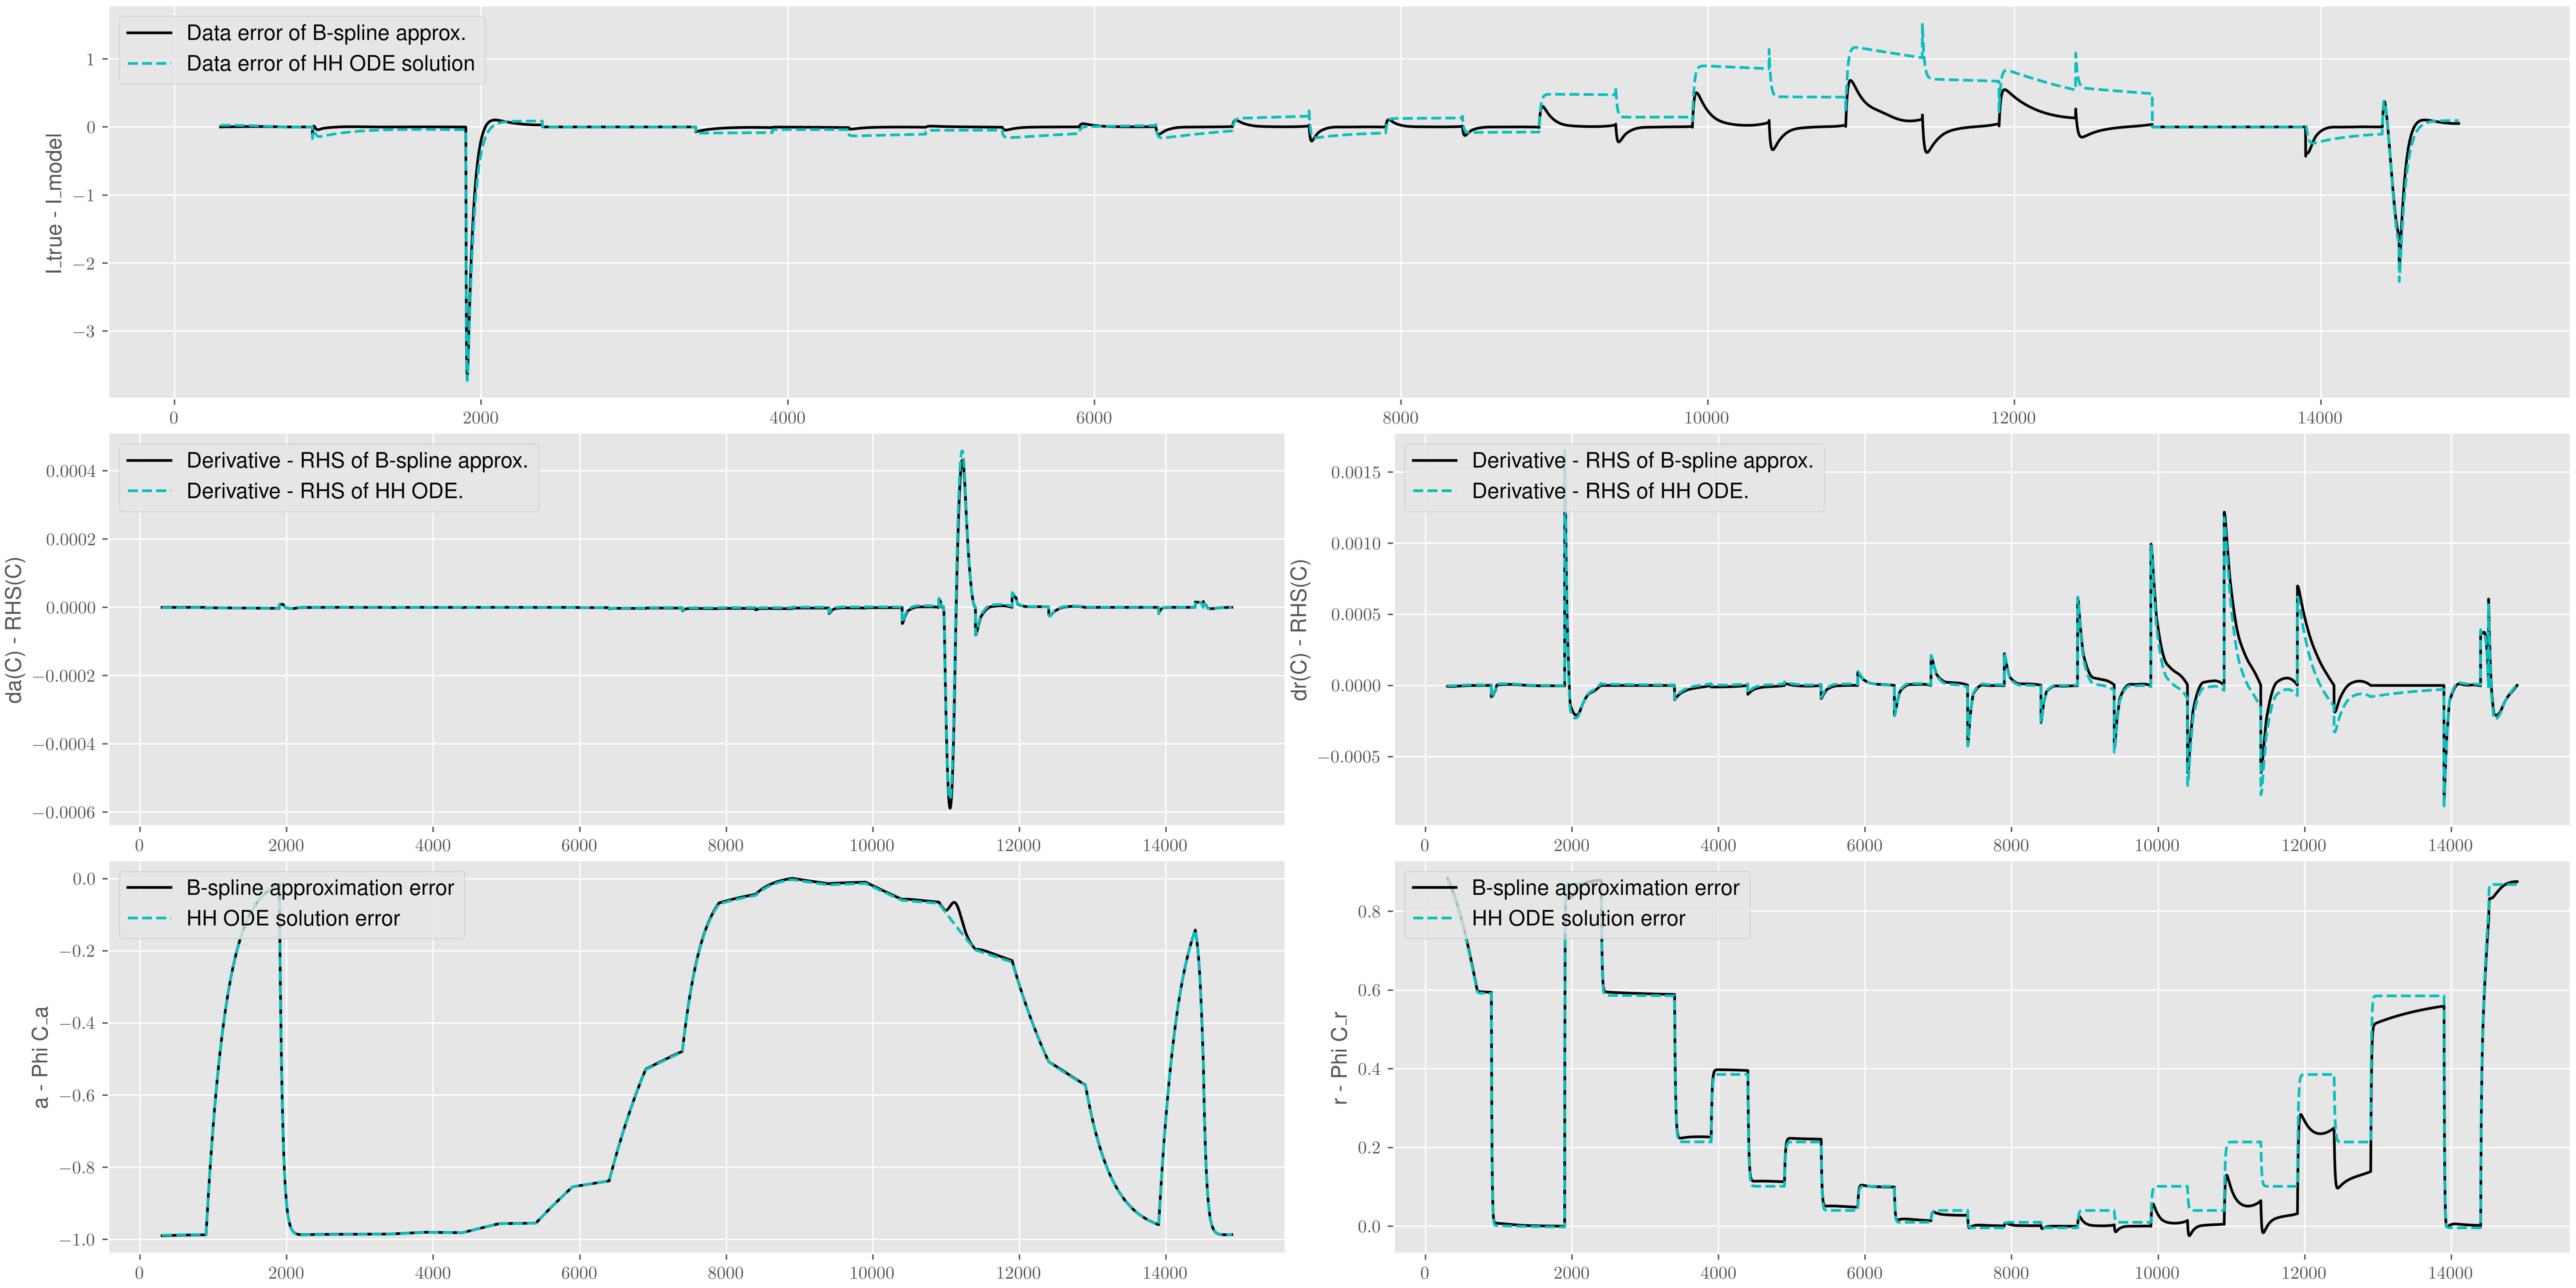 Data error of B-spline approx.
Data error of HH ODE solution
I_true - I_model
1
0
−1
−2
−3
0 2000 4000 6000 8000 10000 12000 14000
Derivative - RHS of B-spline approx.
Derivative - RHS of HH ODE.
da(C) - RHS(C)
0.0004
0.0002
0.0000
−0.0002
−0.0004
−0.0006
0 2000 4000 6000 8000 10000 12000 14000
Derivative - RHS of B-spline approx.
Derivative - RHS of HH ODE.
dr(C) - RHS(C)
0.0015
0.0010
0.0005
0.0000
−0.0005
0 2000 4000 6000 8000 10000 12000 14000
B-spline approximation error
HH ODE solution error
a - Phi C_a
0.0
−0.2
−0.4
−0.6
−0.8
−1.0
0 2000 4000 6000 8000 10000 12000 14000
B-spline approximation error
HH ODE solution error
r - Phi C_r
0.8
0.6
0.4
0.2
0.0
0 2000 4000 6000 8000 10000 12000 14000